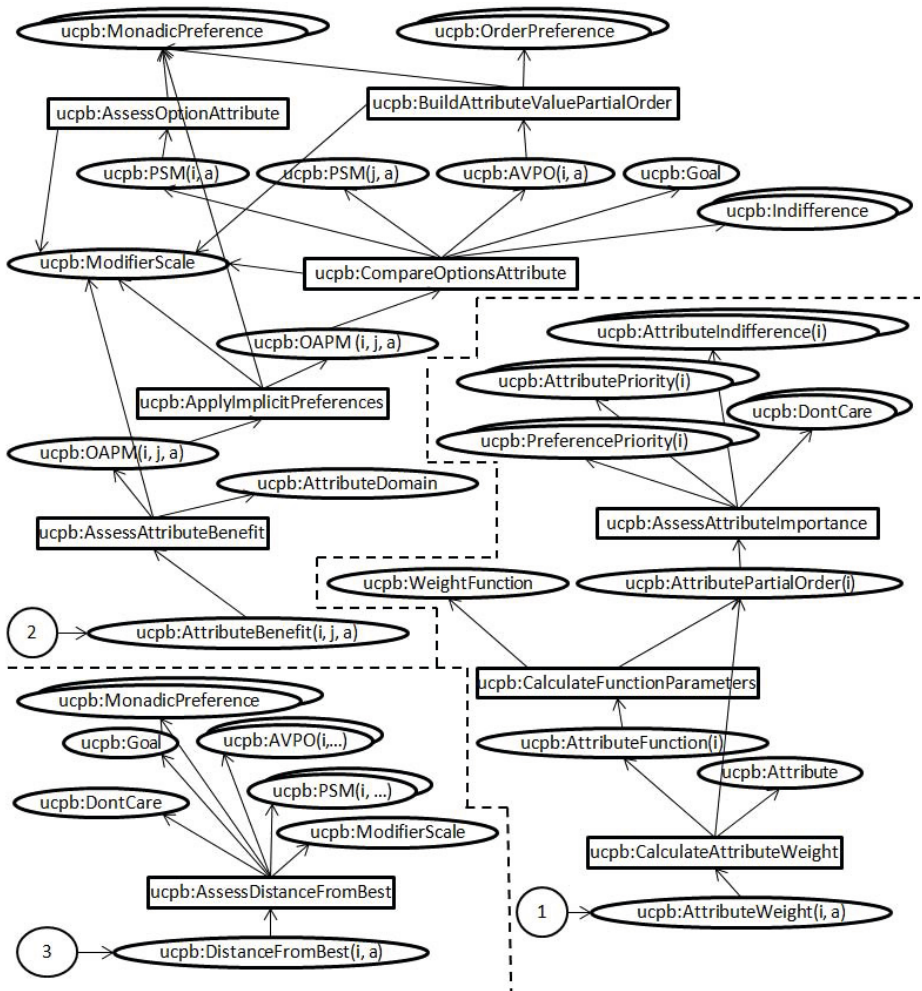 ucpb:MonadicPreference
ucpb:OrderPreference
ucpb:AssessOptionAttribute
ucpb:BuildAttributeValuePartialOrder
ucpb:PSM(i, a)
ucpb:PSM(j, a)
ucpb:AVPO(i, a)
ucpb:Goal
ucpb:Indifference
ucpb:ModifierScale
ucpb:CompareOptionsAttribute
ucpb:OAPM (i, j, a)
ucpb:AttributeIndifference(i)
ucpb:AttributePriority(i)
ucpb:ApplyImplicitPreferences
ucpb:DontCare
ucpb:PreferencePriority(i)
ucpb:OAPM(i, j, a)
ucpb:AttributeDomain
ucpb:AssessAttributeBenefit
ucpb:AssessAttributeImportance
ucpb:WeightFunction
ucpb:AttributePartialOrder(i)
2
ucpb:AttributeBenefit(i, j, a)
ucpb:CalculateFunctionParameters
ucpb:MonadicPreference
ucpb:Goal
ucpb:AVPO(i,...)
ucpb:AttributeFunction(i)
ucpb:Attribute
ucpb:PSM(i, ...)
ucpb:DontCare
ucpb:ModifierScale
ucpb:CalculateAttributeWeight
ucpb:AssessDistanceFromBest
1
ucpb:AttributeWeight(i, a)
3
ucpb:DistanceFromBest(i, a)